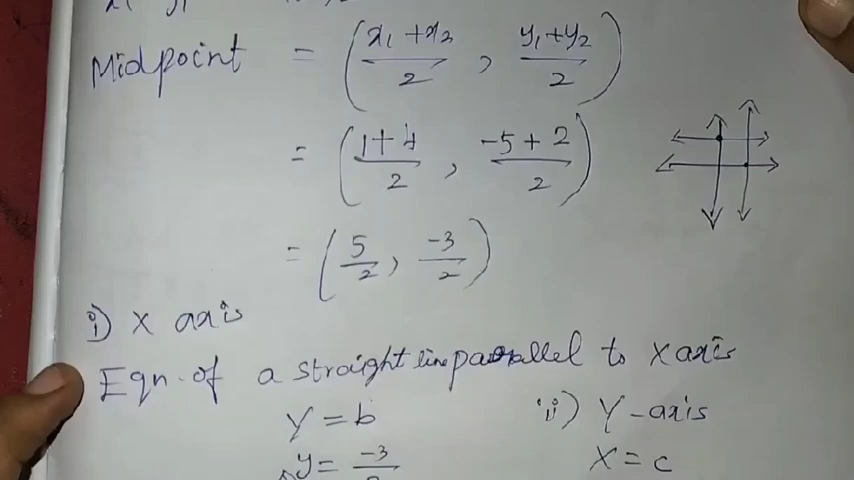 Midpoint = (x1 + x2 / 2 , y1 + y2 / 2)
= (1 + 4 / 2 , -5 + 2 / 2)
= (5/2 , -3/2)
i) X axis
Eqn. of a straight line parallel to X axis
Y = b
y = -3
ii) Y-axis
X = c